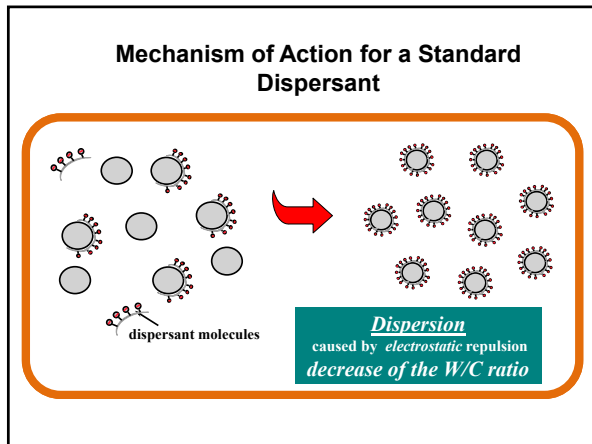 Mechanism of Action for a Standard
Dispersant
dispersant molecules
Dispersion
caused by electrostatic repulsion
decrease of the W/C ratio